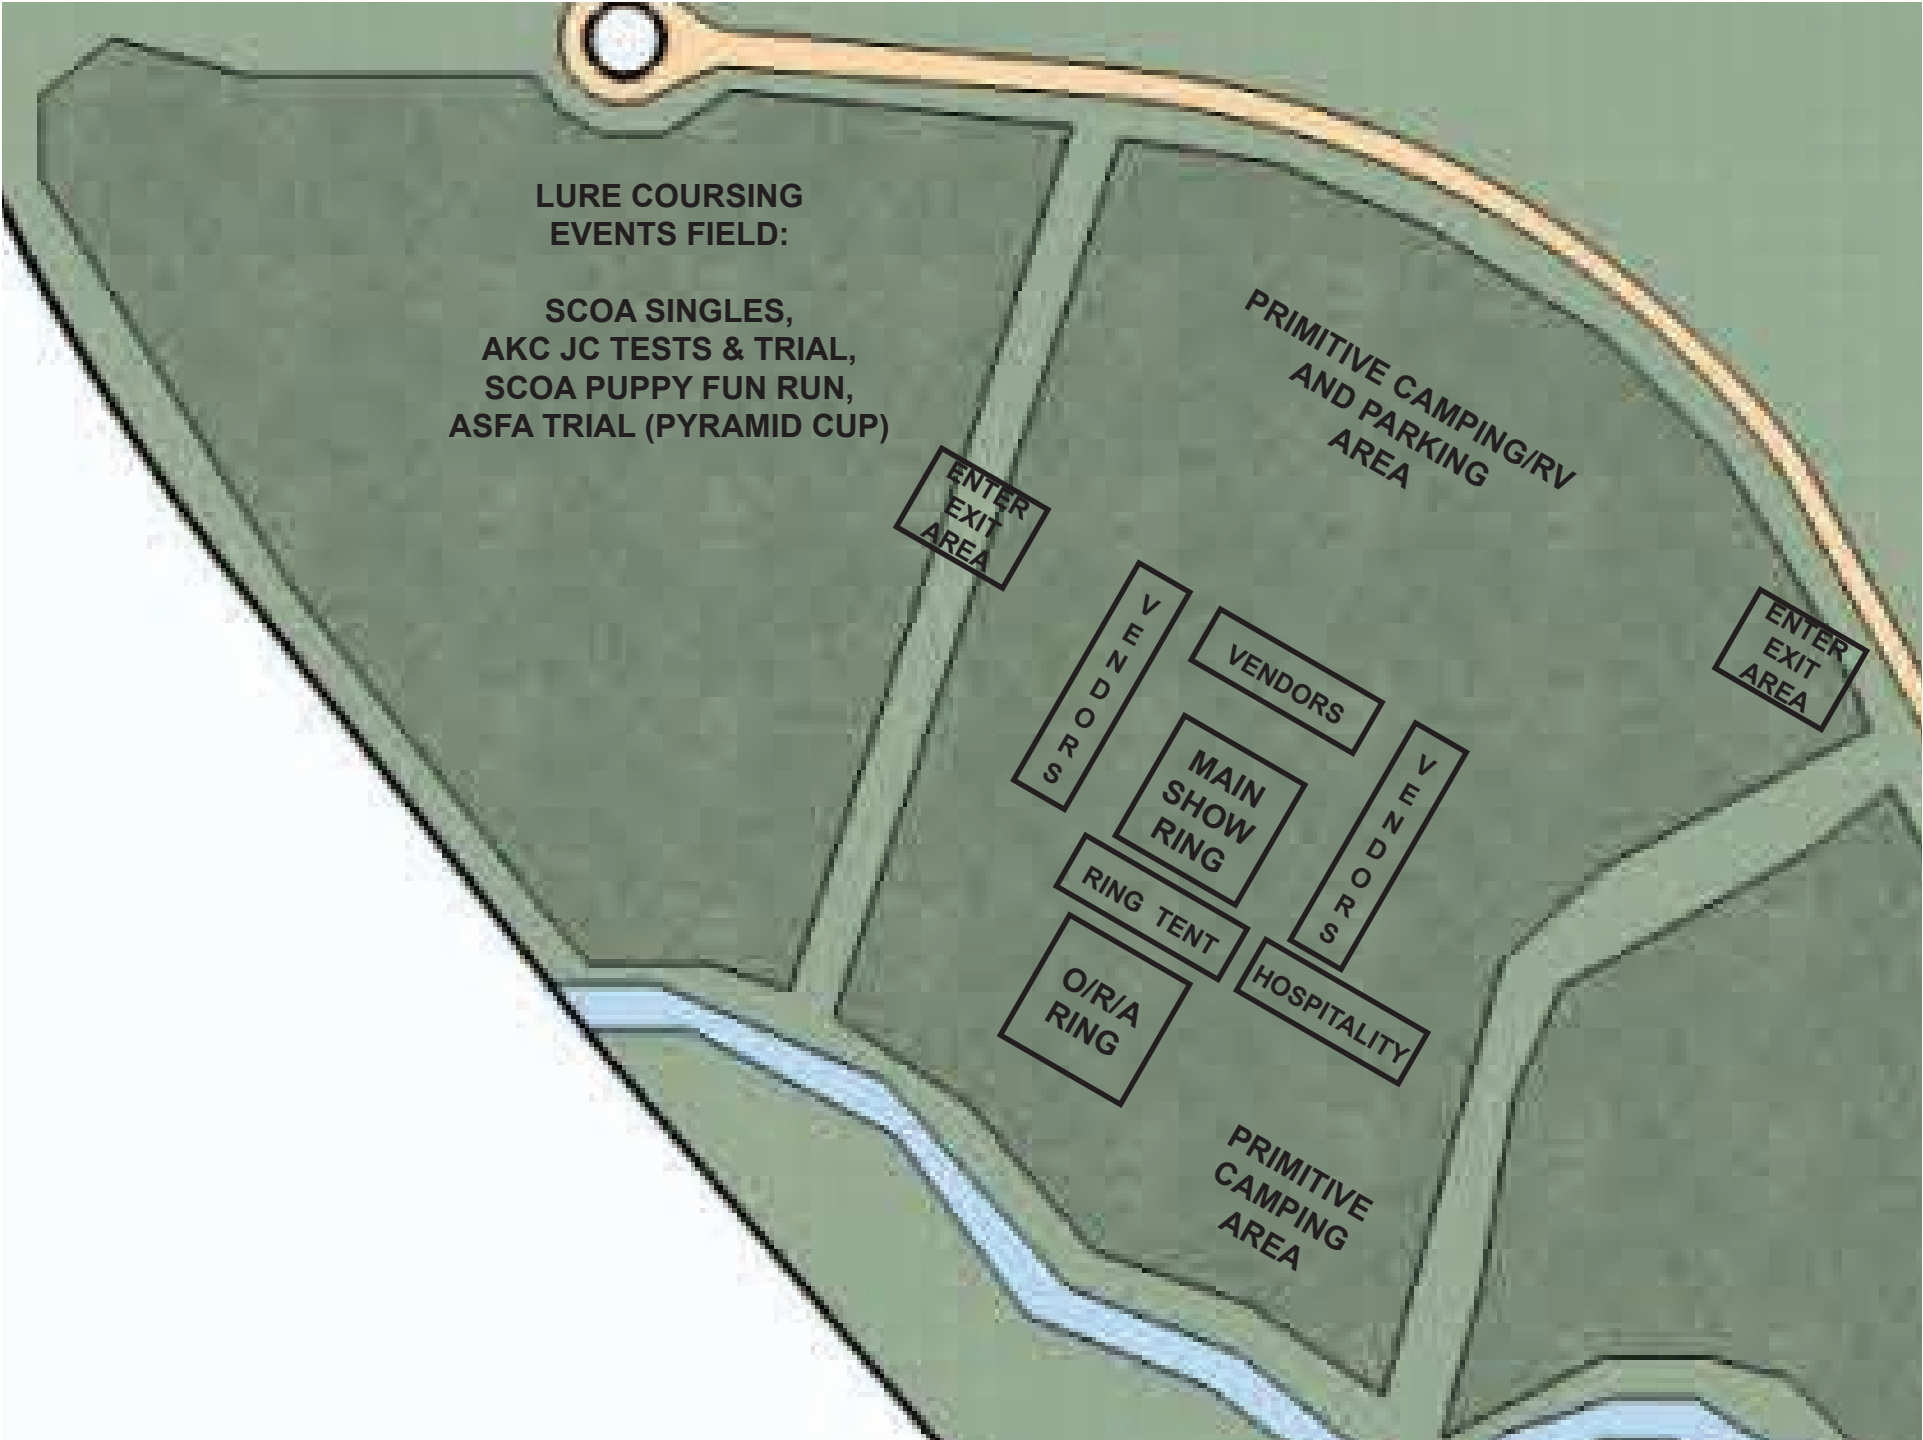 LURE COURSING
EVENTS FIELD:
SCOA SINGLES,
AKC JC TESTS & TRIAL,
SCOA PUPPY FUN RUN,
ASFA TRIAL (PYRAMID CUP)
PRIMITIVE CAMPING/RV
AND PARKING
AREA
ENTER
EXIT
AREA
ENTER
EXIT
AREA
VENDORS
VENDORS
VENDORS
MAIN
SHOW
RING
RING TENT
O/R/A
RING
HOSPITALITY
PRIMITIVE
CAMPING
AREA